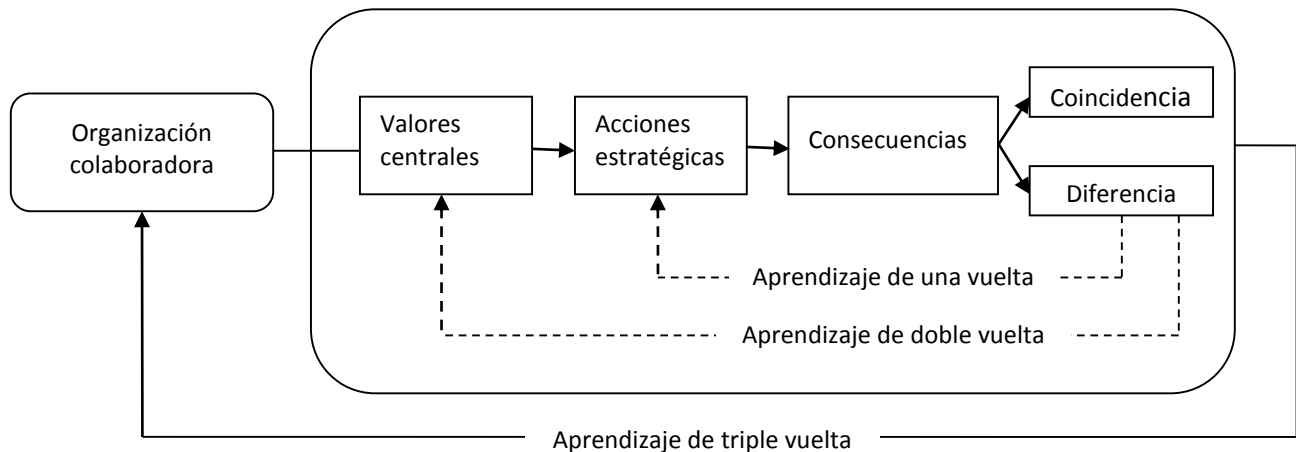 Organización
colaboradora
Valores
centrales
Acciones
estratégicas
Consecuencias
Coincidencia
Diferencia
Aprendizaje de una vuelta
Aprendizaje de doble vuelta
Aprendizaje de triple vuelta